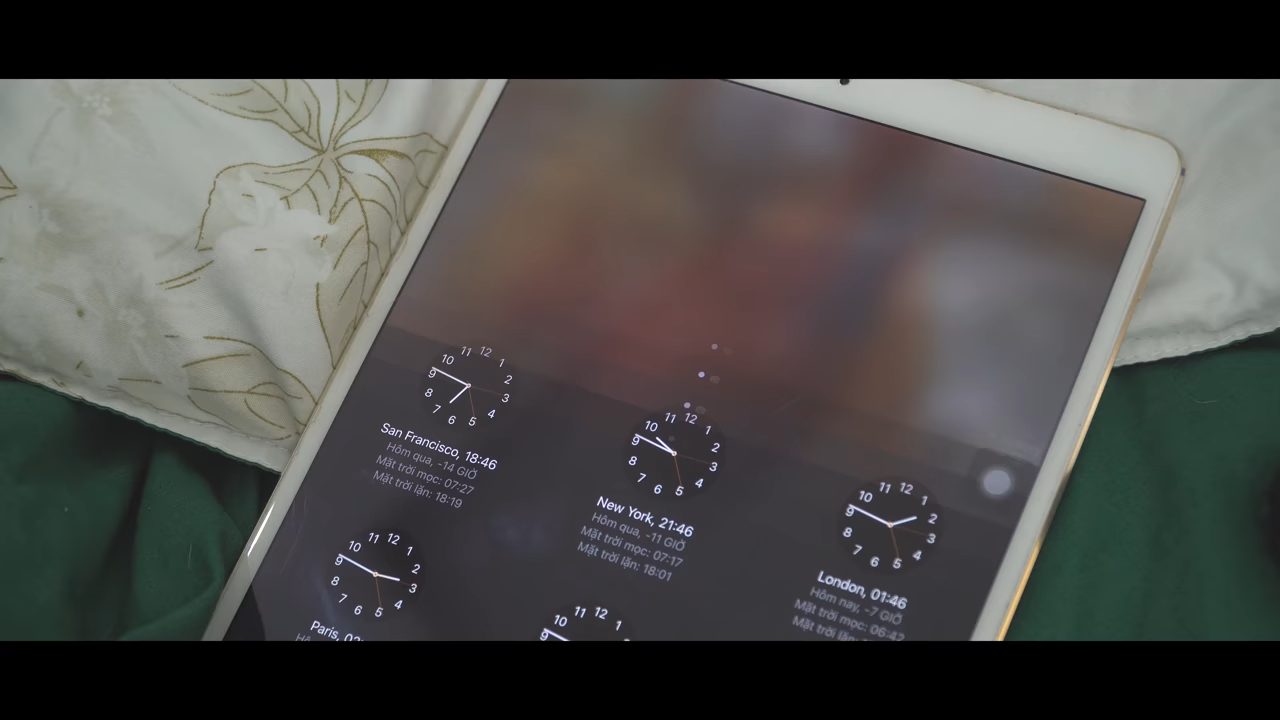 San Francisco, 18:46
Hôm qua, -14 GIỜ
Mặt trời mọc: 07:27
Mặt trời lặn: 18:19
New York, 21:46
Hôm qua, -11 GIỜ
Mặt trời mọc: 07:17
Mặt trời lặn: 18:01
London, 01:46
Hôm nay, -7 GIỜ
Mặt trời mọc: 06:42
Mặt trời
Paris,